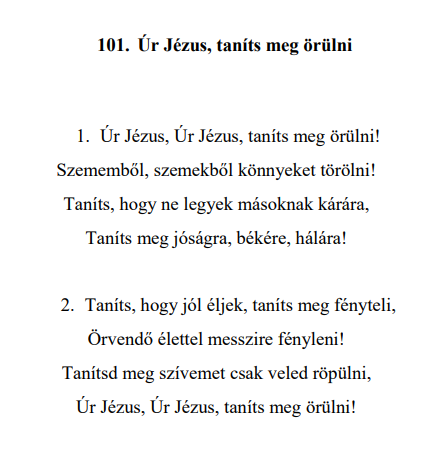 101. Úr Jézus, taníts meg örülni
1. Úr Jézus, Úr Jézus, taníts meg örülni!
Szememből, szemekből könnyeket törölni!
Taníts, hogy ne legyek másoknak kárára,
Taníts meg jóságra, békére, hálára!
2. Taníts, hogy jól éljek, taníts meg fényteli,
Örvendő élettel messzire fényleni!
Tanítsd meg szívemet csak veled röpülni,
Úr Jézus, Úr Jézus, taníts meg örülni!